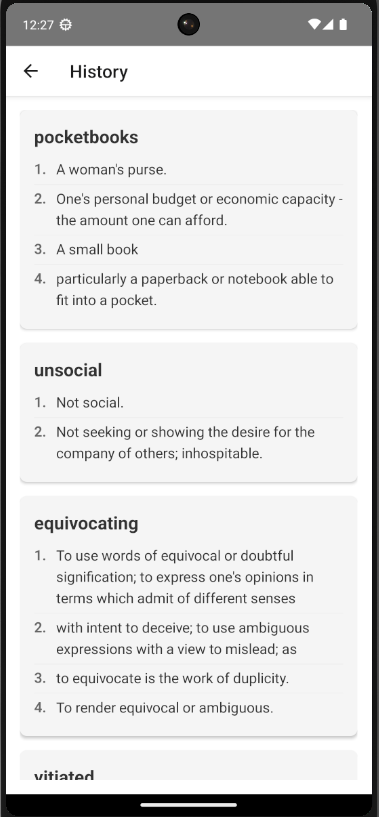 12:27
History
pocketbooks
1. A woman's purse.
2. One's personal budget or economic capacity -
the amount one can afford.
3. A small book
4. particularly a paperback or notebook able to
fit into a pocket.
unsocial
1. Not social.
2. Not seeking or showing the desire for the
company of others; inhospitable.
equivocating
1. To use words of equivocal or doubtful
signification; to express one's opinions in
terms which admit of different senses
2. with intent to deceive; to use ambiguous
expressions with a view to mislead; as
3. to equivocate is the work of duplicity.
4. To render equivocal or ambiguous.
vitiated